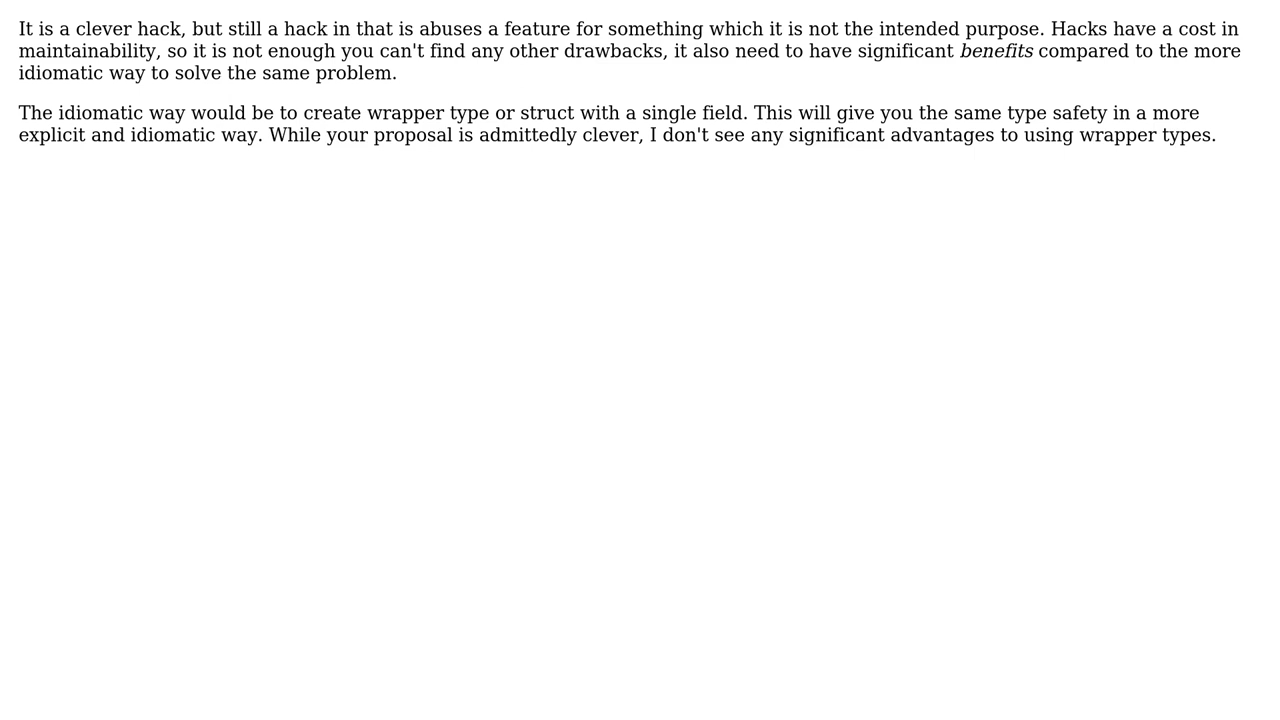 It is a clever hack, but still a hack in that is abuses a feature for something which it is not the intended purpose. Hacks have a cost in
maintainability, so it is not enough you can't find any other drawbacks, it also need to have significant benefits compared to the more
idiomatic way to solve the same problem.
The idiomatic way would be to create wrapper type or struct with a single field. This will give you the same type safety in a more
explicit and idiomatic way. While your proposal is admittedly clever, I don't see any significant advantages to using wrapper types.